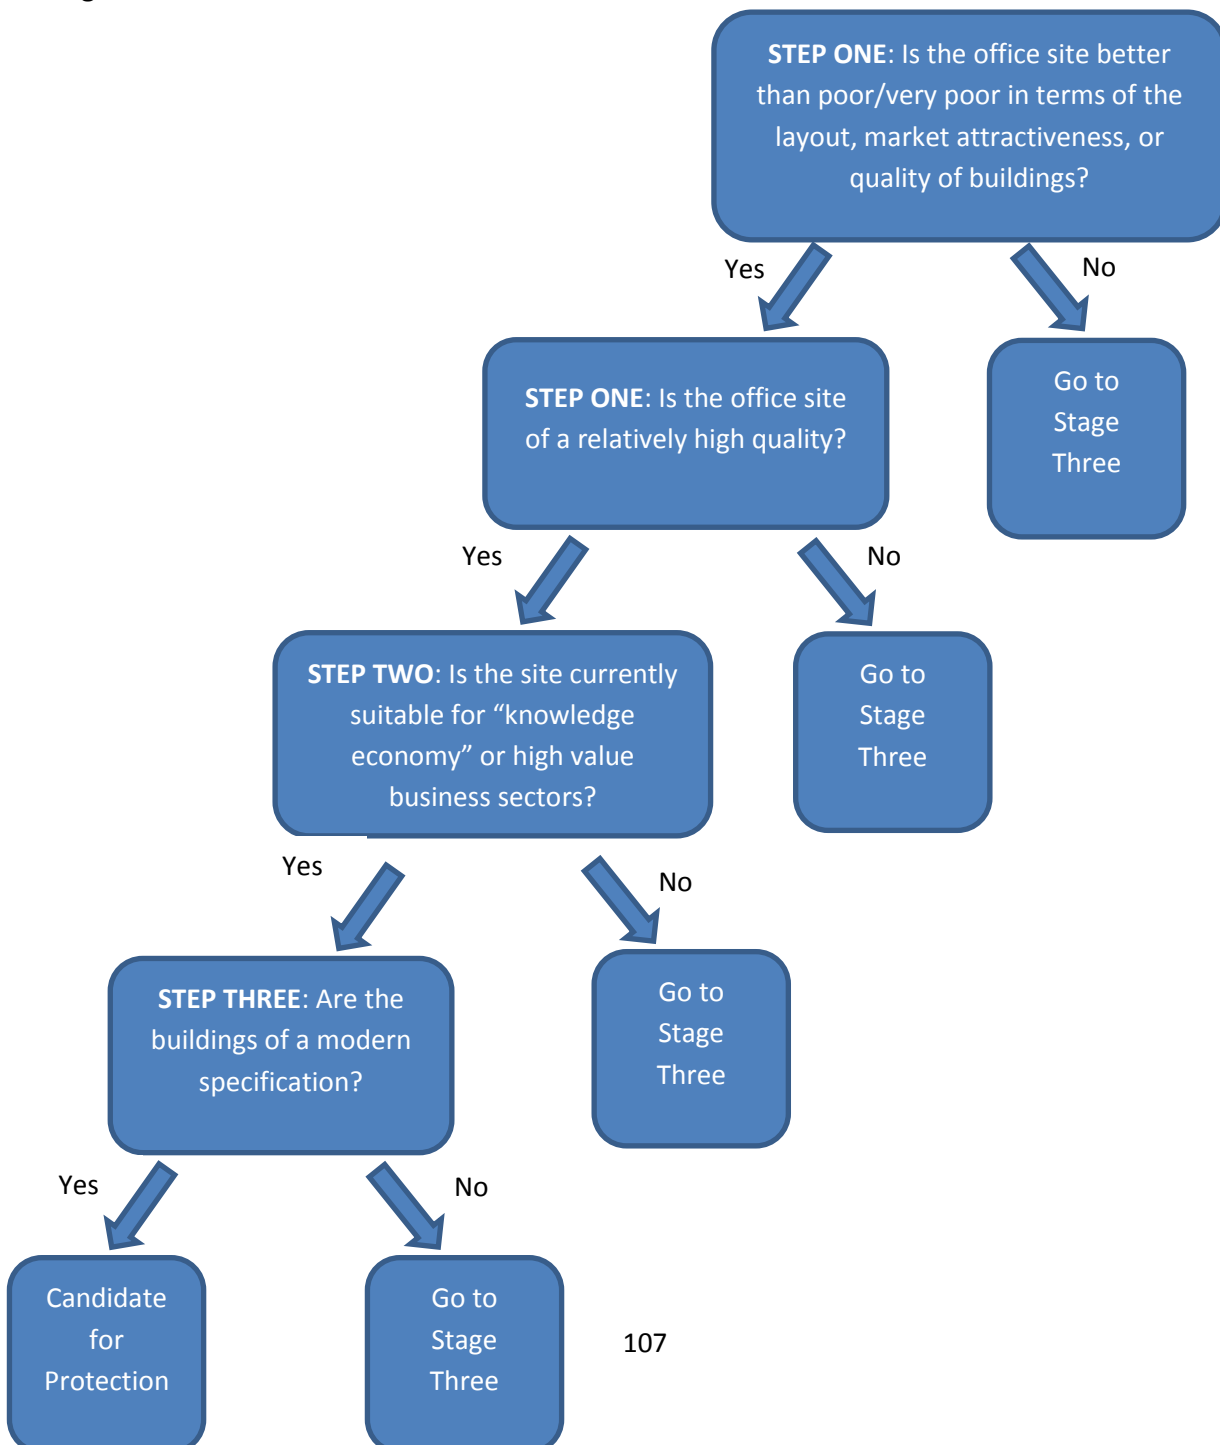 STEP ONE: Is the office site better
than poor/very poor in terms of the
layout, market attractiveness, or
quality of buildings?
Yes
No
STEP ONE: Is the office site
of a relatively high quality?
Go to
Stage
Three
Yes
No
STEP TWO: Is the site currently
suitable for “knowledge
economy” or high value
business sectors?
Go to
Stage
Three
Yes
No
STEP THREE: Are the
buildings of a modern
specification?
Go to
Stage
Three
Yes
No
Candidate
for
Protection
Go to
Stage
Three
107